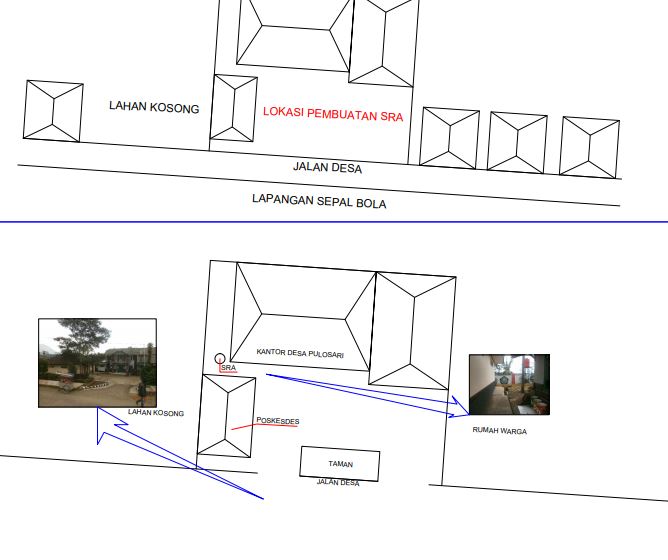 LAHAN KOSONG
LOKASI PEMBUATAN SRA
JALAN DESA
LAPANGAN SEPAL BOLA
KANTOR DESA PULOSARI
SRA
LAHAN KOSONG
POSKESDES
RUMAH WARGA
TAMAN
JALAN DESA